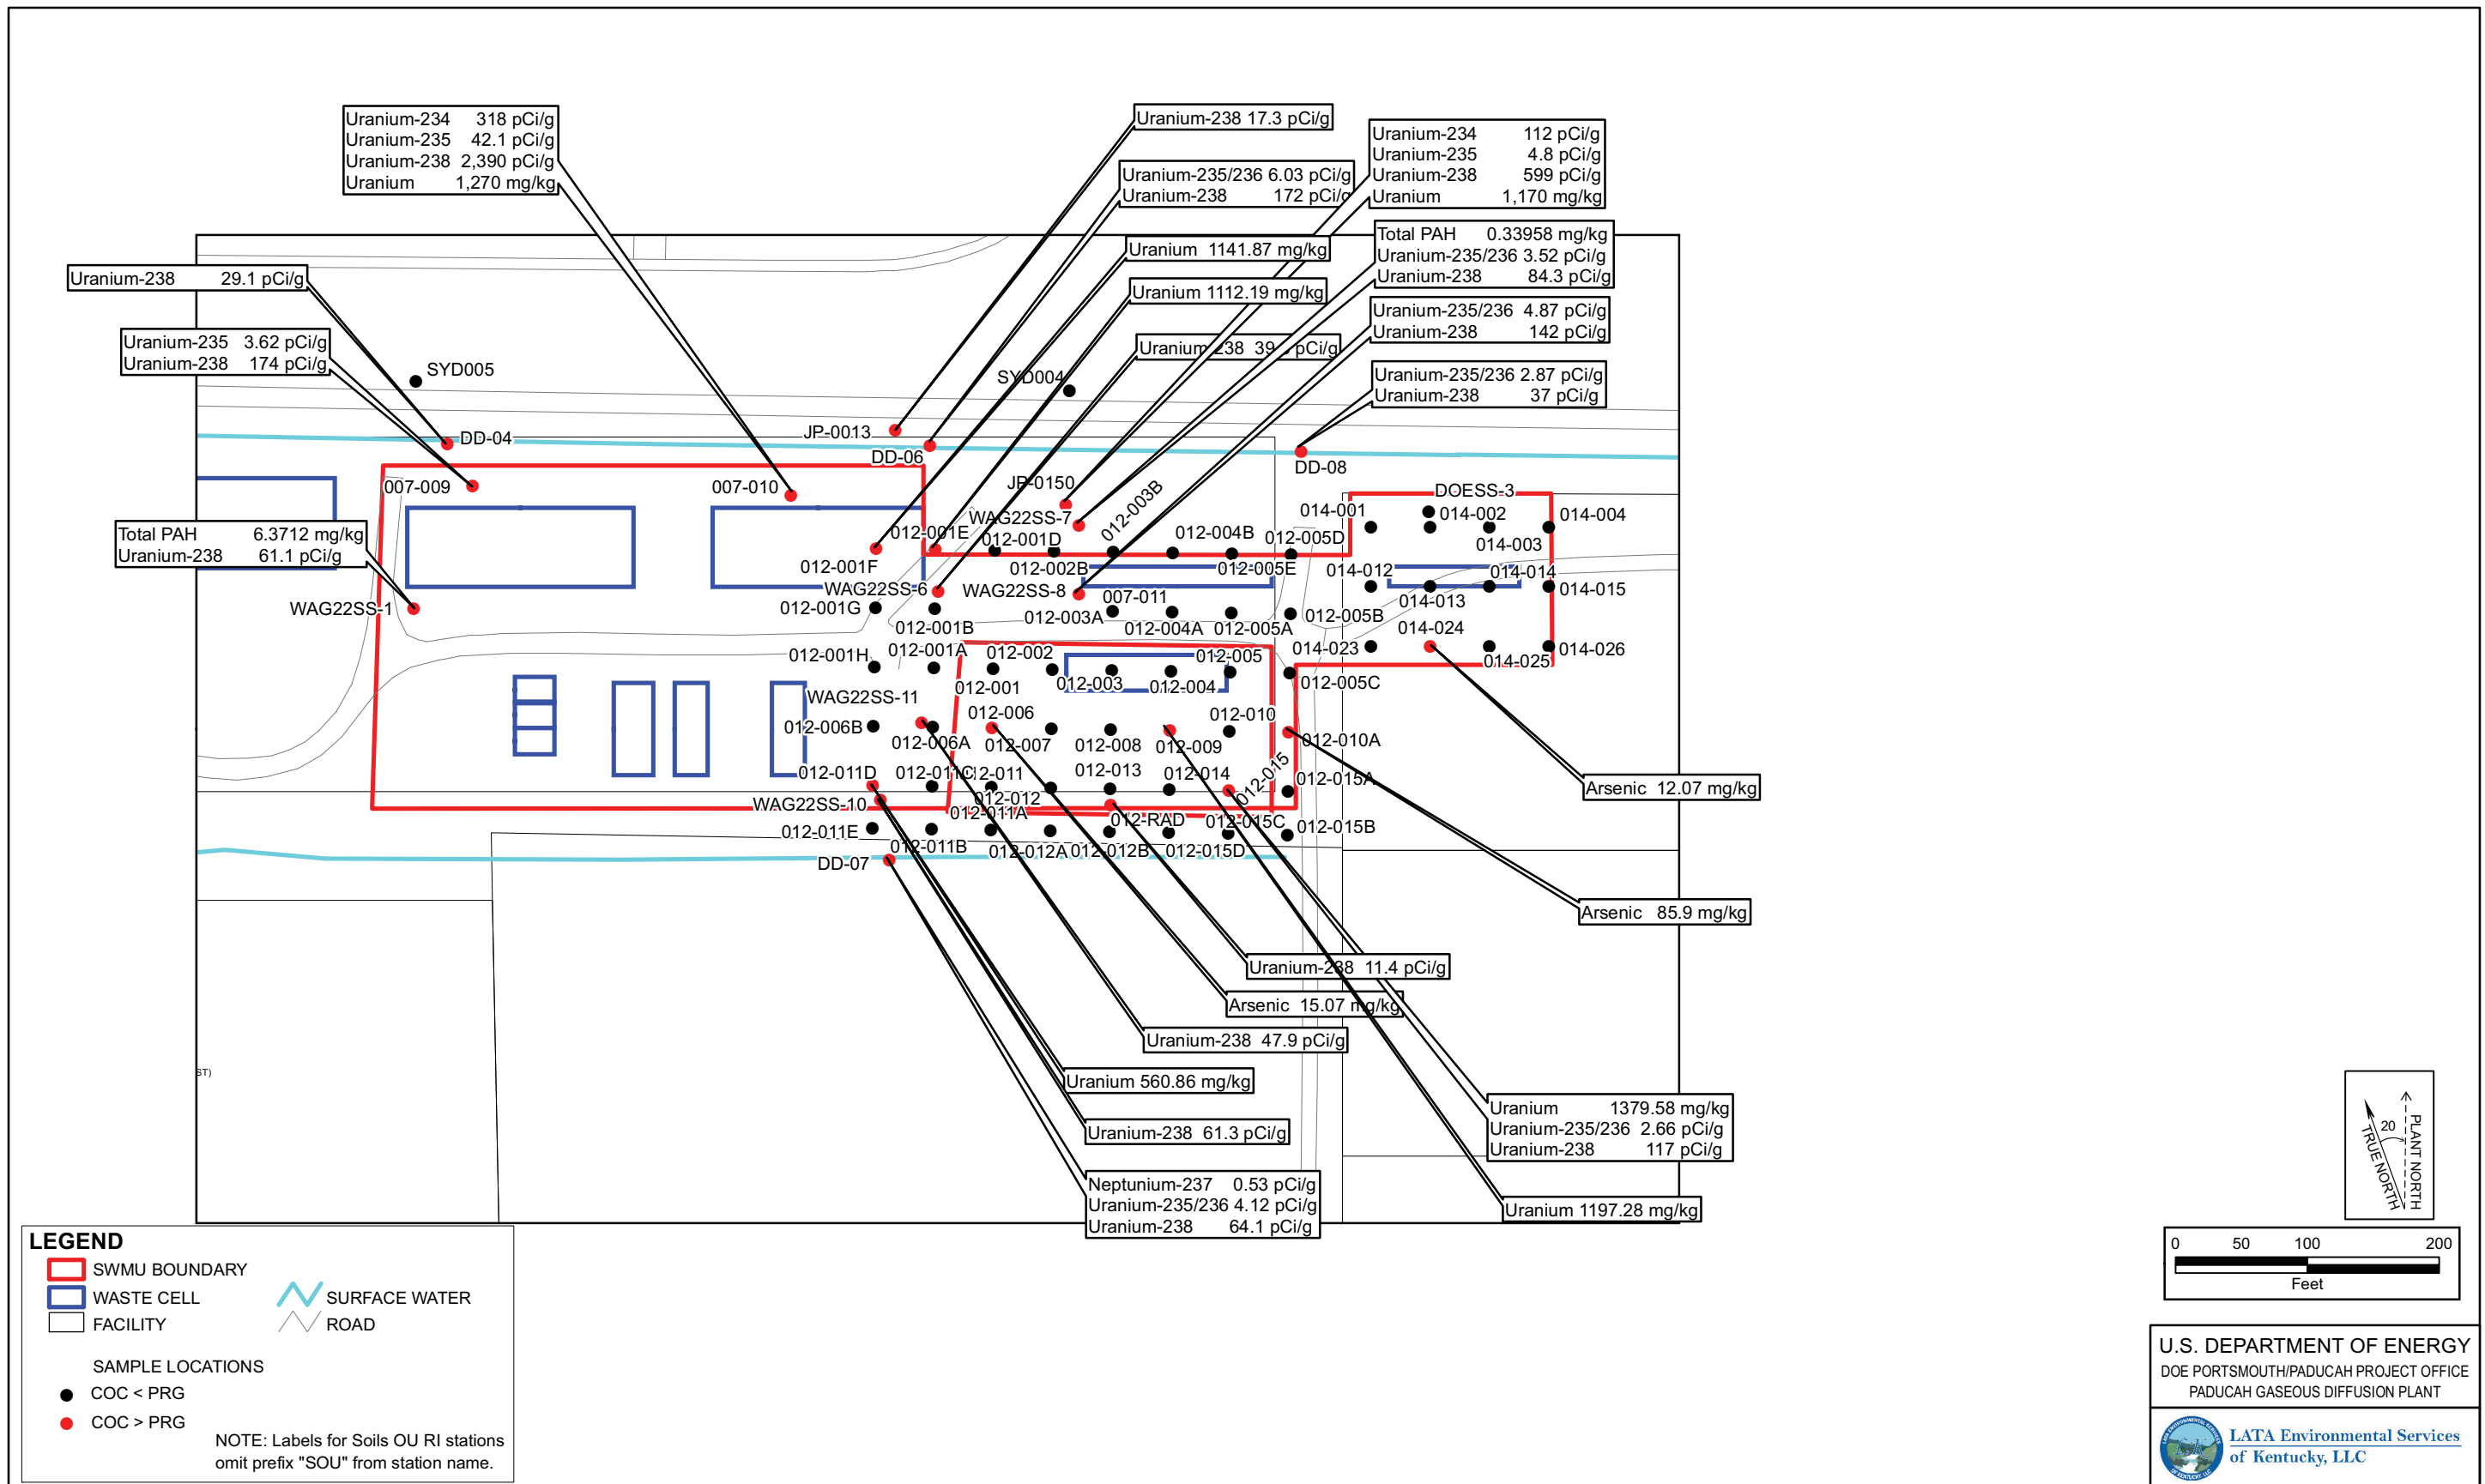 Uranium-234 318 pCi/g
Uranium-235 42.1 pCi/g
Uranium-238 2,390 pCi/g
Uranium 1,270 mg/kg
Uranium-238 17.3 pCi/g
Uranium-235/236 6.03 pCi/g
Uranium-238 172 pCi/g
Uranium-234 112 pCi/g
Uranium-235 4.8 pCi/g
Uranium-238 599 pCi/g
Uranium 1,170 mg/kg
Uranium 1141.87 mg/kg
Total PAH 0.33958 mg/kg
Uranium-235/236 3.52 pCi/g
Uranium-238 84.3 pCi/g
Uranium-238 29.1 pCi/g
Uranium 1112.19 mg/kg
Uranium-235/236 4.87 pCi/g
Uranium-238 142 pCi/g
Uranium-235 3.62 pCi/g
Uranium-238 174 pCi/g
Uranium-238 pCi/g
Uranium-235/236 2.87 pCi/g
Uranium-238 37 pCi/g
SYD005
SYD004
JP-0013
DD-04
DD-06
DD-08
007-009
007-010
JP-0150
WAG22SS-7
012-003B
DOESS-3
014-001
014-002
014-004
014-003
Total PAH 6.3712 mg/kg
Uranium-238 61.1 pCi/g
012-001E
012-001D
012-004B
012-005D
012-001F
012-002B
012-005E
014-012
014-014
WAG22SS-6
WAG22SS-8
007-011
014-013
014-015
WAG22SS-1
012-001G
012-001B
012-003A
012-004A
012-005A
012-005B
014-024
012-001H
012-001A
012-002
012-005
014-023
014-025
014-026
012-001
012-003
012-004
012-005C
WAG22SS-11
012-006
012-010
012-006B
012-006A
012-007
012-008
012-009
012-010A
012-011D
012-011C
012-011
012-013
012-014
012-015
012-015A
Arsenic 12.07 mg/kg
WAG22SS-10
012-012
012-011A
012-RAD
012-015C
012-015B
012-011E
012-011B
012-012A
012-012B
012-015D
DD-07
Arsenic 85.9 mg/kg
Uranium-238 11.4 pCi/g
Arsenic 15.07 mg/kg
Uranium-238 47.9 pCi/g
ST)
Uranium 560.86 mg/kg
Uranium-238 61.3 pCi/g
Uranium 1379.58 mg/kg
Uranium-235/236 2.66 pCi/g
Uranium-238 117 pCi/g
Neptunium-237 0.53 pCi/g
Uranium-235/236 4.12 pCi/g
Uranium-238 64.1 pCi/g
Uranium 1197.28 mg/kg
20
TRUE NORTH
PLANT NORTH
LEGEND
SWMU BOUNDARY
WASTE CELL
SURFACE WATER
FACILITY
ROAD
SAMPLE LOCATIONS
COC < PRG
COC > PRG
NOTE: Labels for Soils OU RI stations
omit prefix "SOU" from station name.
0 50 100 200
Feet
U.S. DEPARTMENT OF ENERGY
DOE PORTSMOUTH/PADUCAH PROJECT OFFICE
PADUCAH GASEOUS DIFFUSION PLANT
LATA Environmental Services
of Kentucky, LLC